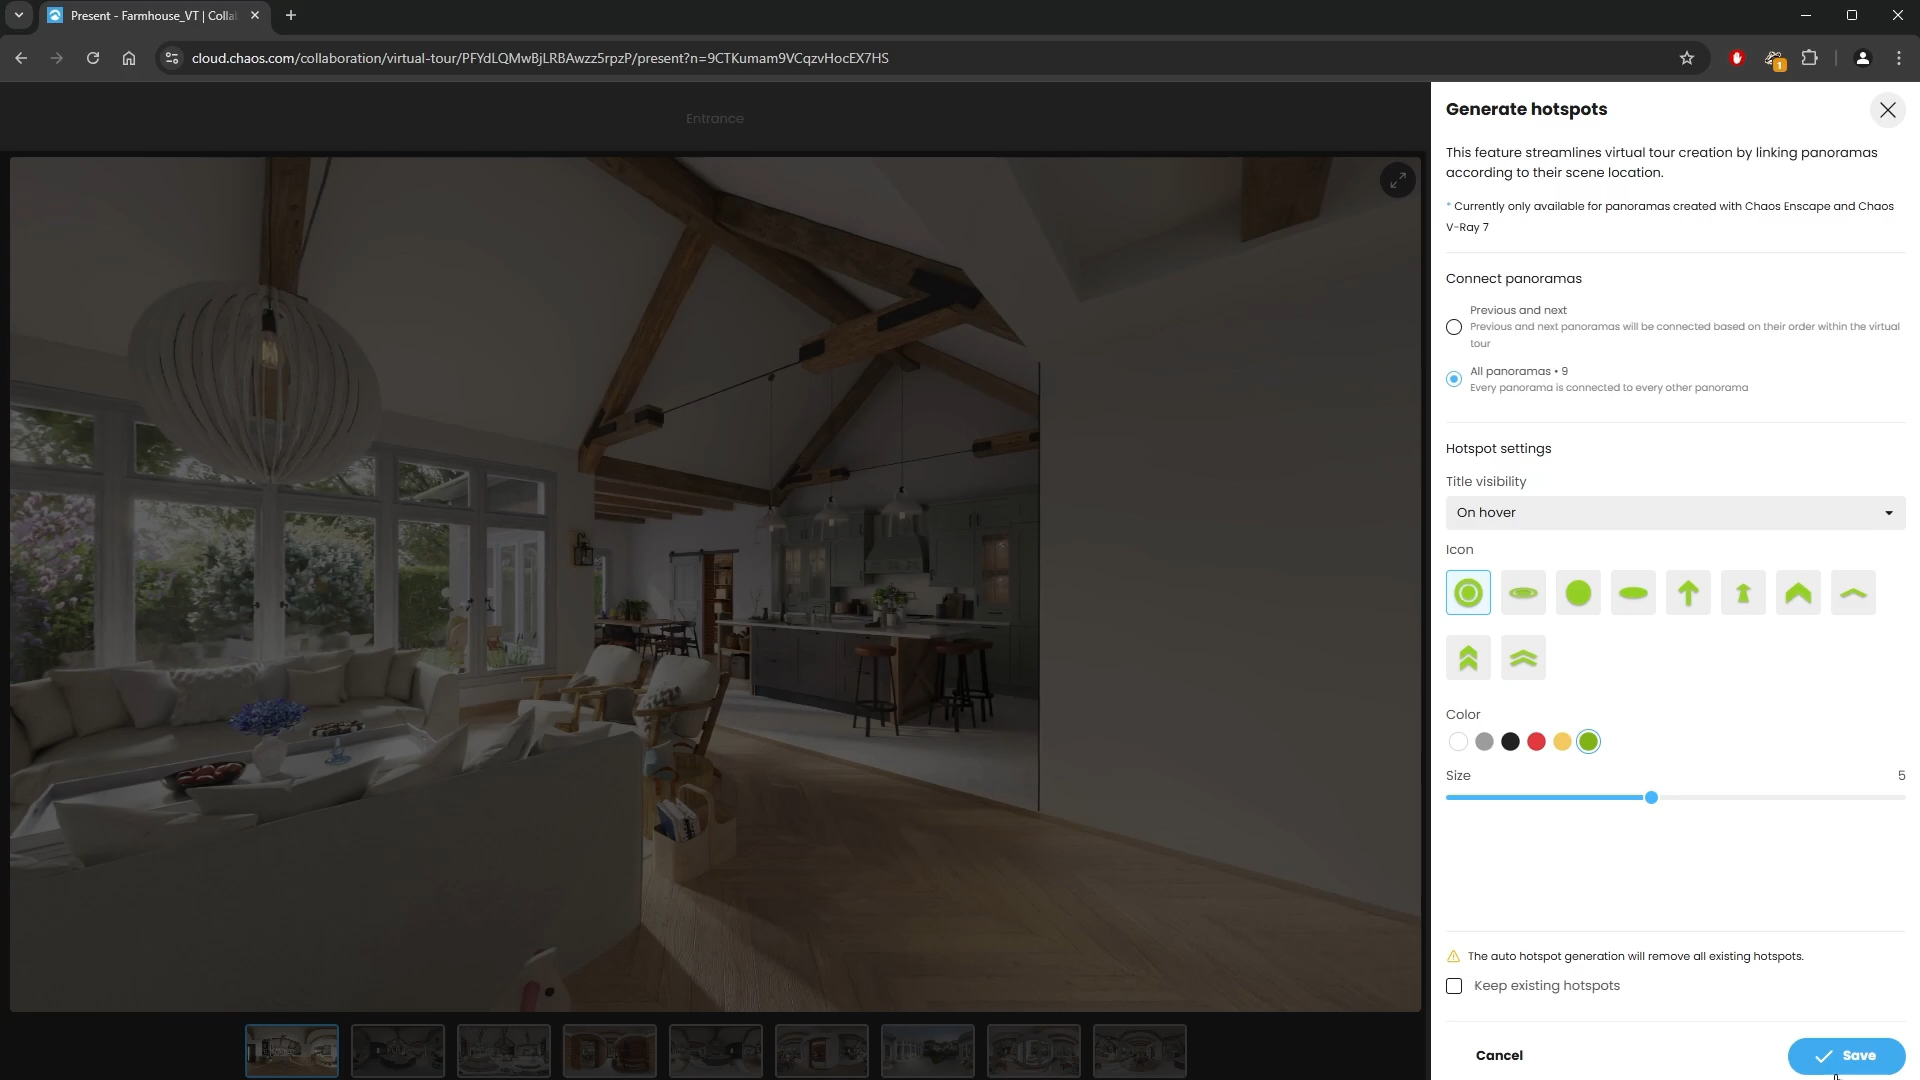 Present - Farmhouse_VT | Colla
cloud.chaos.com/collaboration/virtual-tour/PFYdLQMwBjLRBAwzz5rpzP/present?n=9CTKumam9VCqzvHocEX7HS
1
Entrance
Generate hotspots
This feature streamlines virtual tour creation by linking panoramas
according to their scene location.
* Currently only available for panoramas created with Chaos Enscape and Chaos
V-Ray 7
Connect panoramas
Previous and next
Previous and next panoramas will be connected based on their order within the virtual
tour
All panoramas • 9
Every panorama is connected to every other panorama
Hotspot settings
Title visibility
On hover
Icon
Color
Size 5
The auto hotspot generation will remove all existing hotspots.
Keep existing hotspots
Cancel
Save